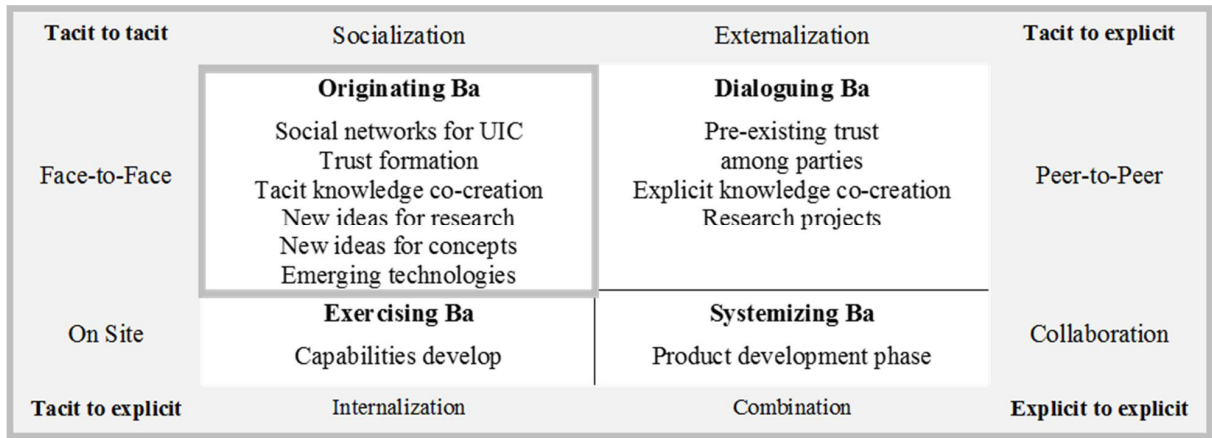 Tacit to tacit
Socialization
Externalization
Tacit to explicit
Face-to-Face
Originating Ba
Social networks for UIC
Trust formation
Tacit knowledge co-creation
New ideas for research
New ideas for concepts
Emerging technologies
Dialoguing Ba
Pre-existing trust
among parties
Explicit knowledge co-creation
Research projects
Peer-to-Peer
On Site
Exercising Ba
Capabilities develop
Systemizing Ba
Product development phase
Collaboration
Tacit to explicit
Internalization
Combination
Explicit to explicit